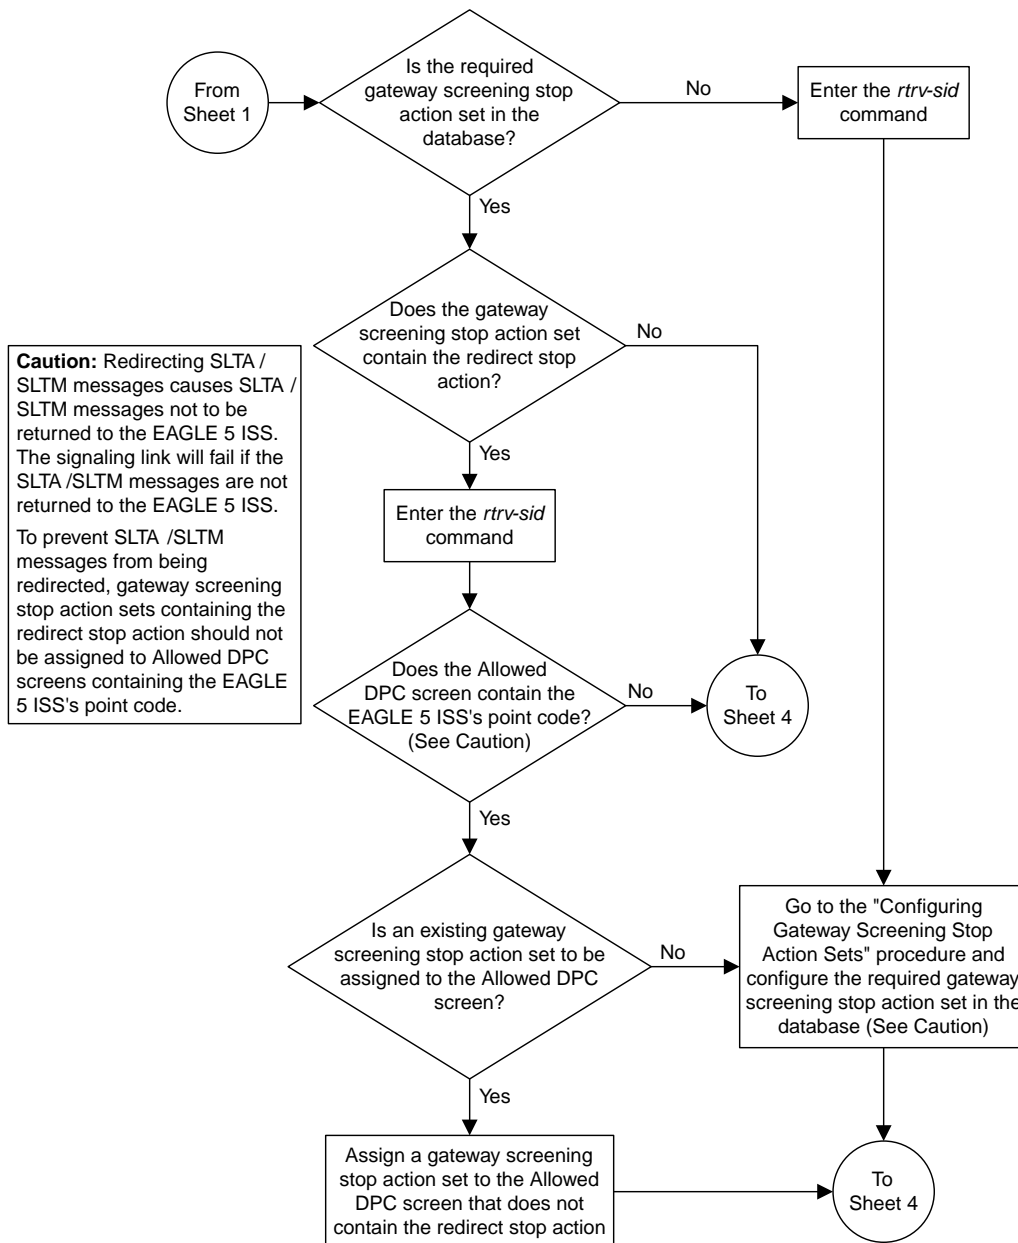 From
Sheet 1
Is the required
gateway screening stop
action set in the
database?
No
Enter the rtrv-sid
command
Yes
Does the gateway
screening stop action set
contain the redirect stop
action?
No
Caution: Redirecting SLTA /
SLTM messages causes SLTA /
SLTM messages not to be
returned to the EAGLE 5 ISS.
The signaling link will fail if the
SLTA /SLTM messages are not
returned to the EAGLE 5 ISS.
To prevent SLTA /SLTM
messages from being
redirected, gateway screening
stop action sets containing the
redirect stop action should not
be assigned to Allowed DPC
screens containing the EAGLE
5 ISS's point code.
Yes
Enter the rtrv-sid
command
Does the Allowed
DPC screen contain the
EAGLE 5 ISS's point code?
(See Caution)
No
To
Sheet 4
Yes
Is an existing gateway
screening stop action set to be
assigned to the Allowed DPC
screen?
No
Go to the "Configuring
Gateway Screening Stop
Action Sets" procedure and
configure the required gateway
screening stop action set in the
database (See Caution)
Yes
Assign a gateway screening
stop action set to the Allowed
DPC screen that does not
contain the redirect stop action
To
Sheet 4